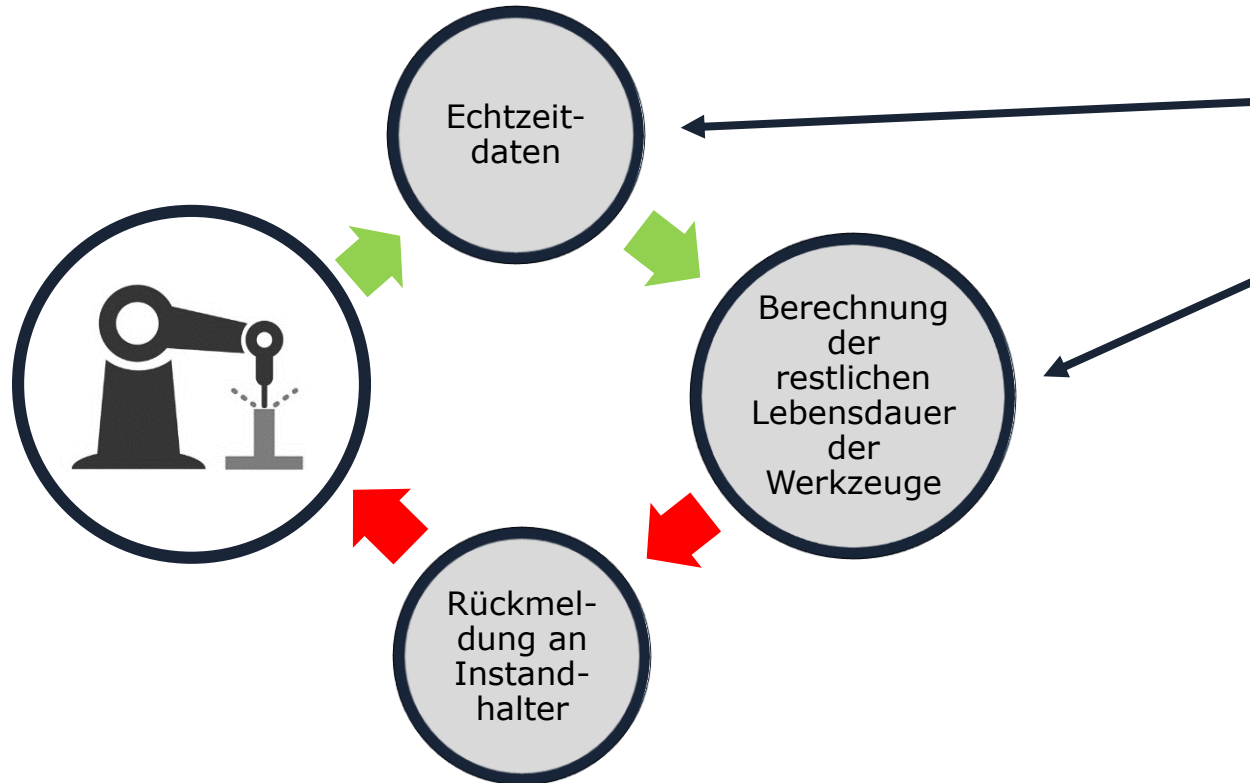 Echtzeit-
daten
Berechnung
der
restlichen
Lebensdauer
der
Werkzeuge
Rückmel-
dung an
Instand-
halter